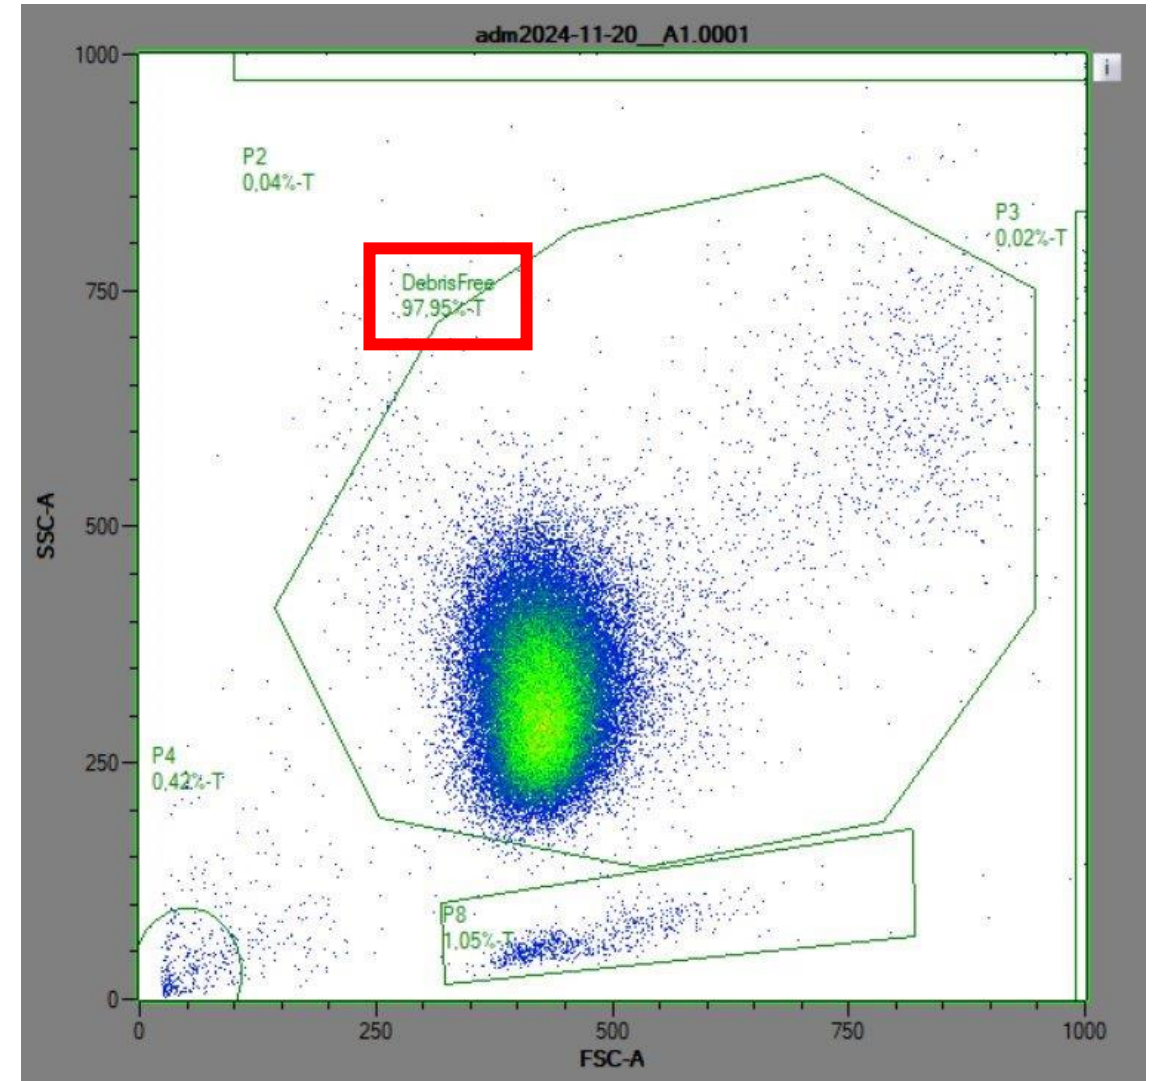 adm2024-11-20__A1.0001
i
1000
P2
0,04%-T
P3
0,02%-T
DebrisFree
97,95%-T
750
SSC-A
500
250
P4
0,42%-T
P8
1.05%-T
0
0
250
500
750
1000
FSC-A